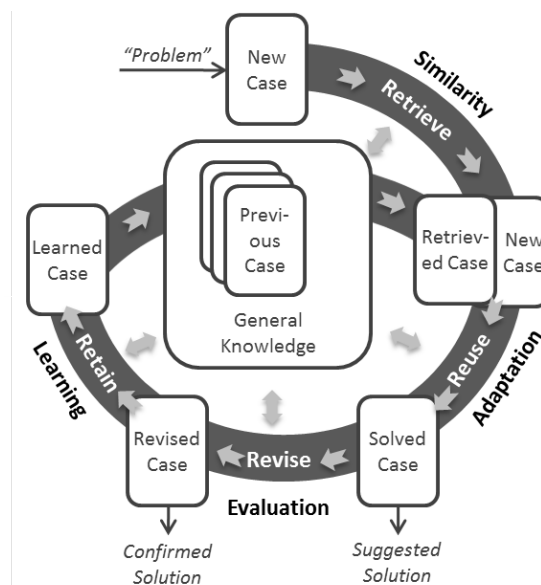 “Problem”
New
Case
Retrieve
Similarity
Previ-
ous
Case
General
Knowledge
Retriev-
ed Case
New
Case
Reuse
Adaptation
Solved
Case
Suggested
Solution
Revise
Evaluation
Revised
Case
Confirmed
Solution
Retain
Learning
Learned
Case